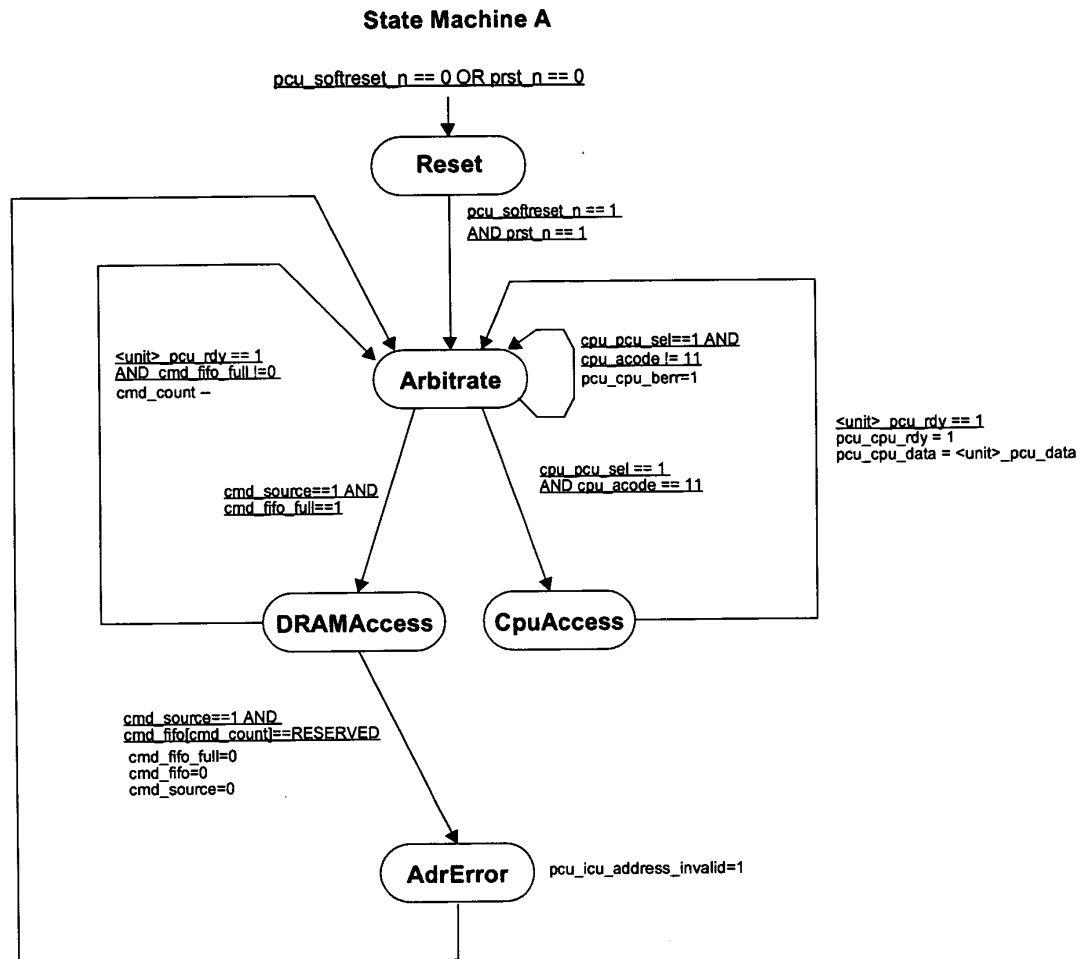 State Machine A
pcu_softreset_n == 0 OR prst_n == 0
Reset
pcu_softreset_n == 1
AND prst_n == 1
<unit>_pcu_rdy == 1
AND cmd_fifo_full !=0
cmd_count --
Arbitrate
cpu_pcu_sel==1 AND
cpu_acode != 11
pcu_cpu_berr=1
<unit>_pcu_rdy == 1
pcu_cpu_rdy = 1
pcu_cpu_data = <unit>_pcu_data
cmd_source==1 AND
cmd_fifo_full==1
cpu_pcu_sel == 1
AND cpu_acode == 11
DRAMAccess
CpuAccess
cmd_source==1 AND
cmd_fifo[cmd_count]==RESERVED
cmd_fifo_full=0
cmd_fifo=0
cmd_source=0
AdrError
pcu_icu_address_invalid=1